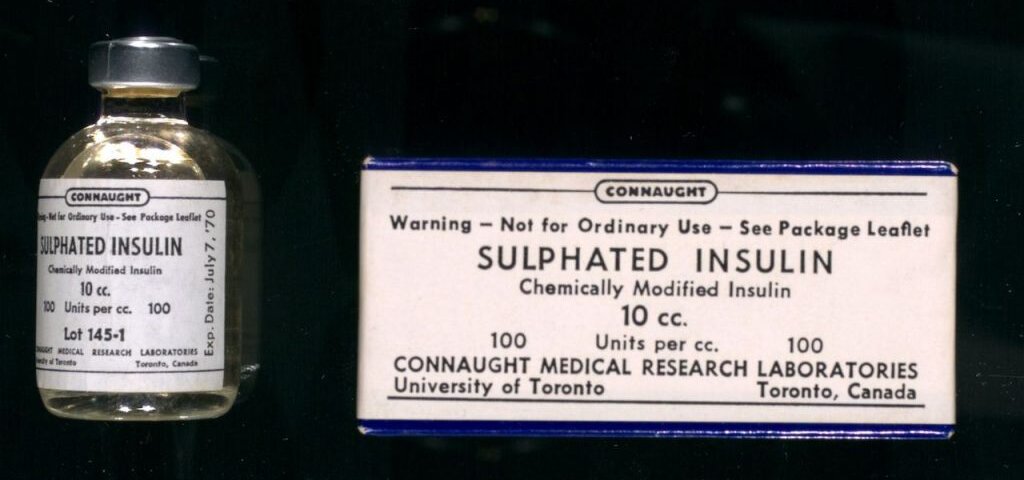 CONNAUGHT
Not for Ordinary Use - See Package Leaflet
SULPHATED INSULIN
Chemically Modified Insulin
10 cc.
100 Units per cc. 100
Lot 145-1
MEDICAL RESEARCH LABORATORIES
of Toronto Toronto, Canada
Exp. Date: July 7, '70
CONNAUGHT
Warning – Not for Ordinary Use – See Package Leaflet
SULPHATED INSULIN
Chemically Modified Insulin
10 cc.
100 Units per cc. 100
CONNAUGHT MEDICAL RESEARCH LABORATORIES
University of Toronto Toronto, Canada